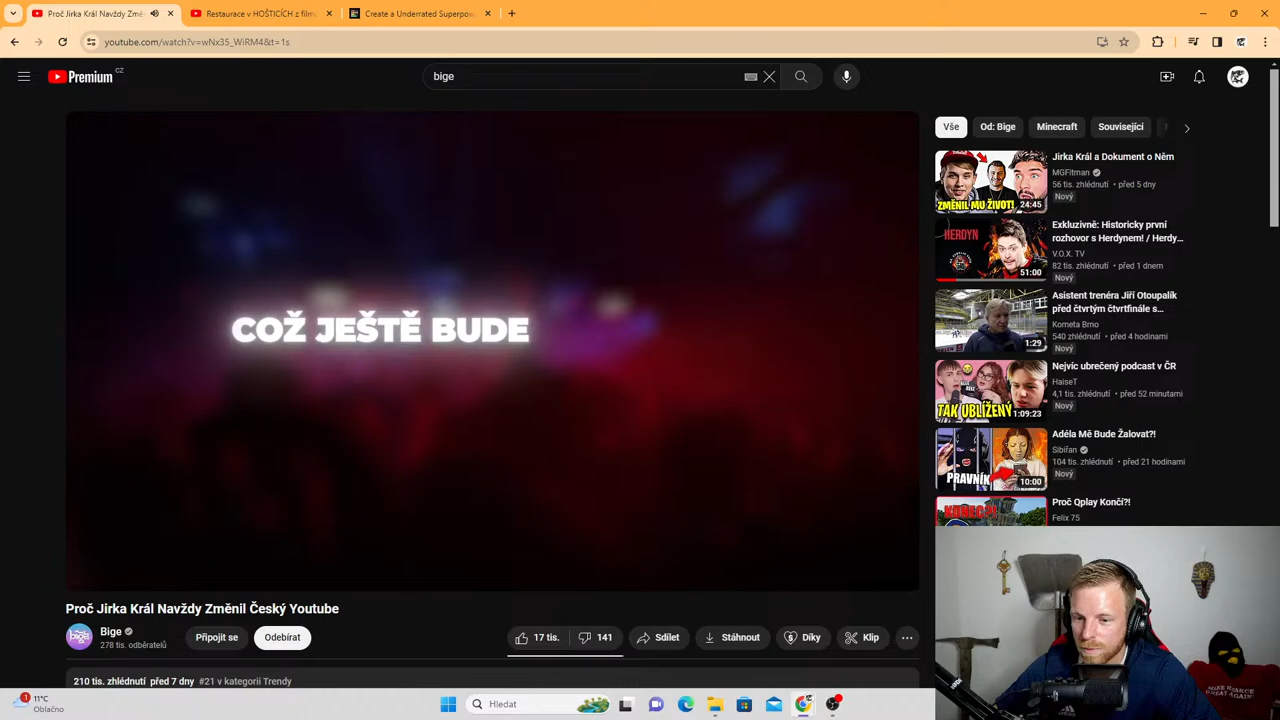 Proč Jirka Král Navždy Změn
Restaurace v HOŠTICÍCH z film
Create a Underrated Superpow
youtube.com/watch?v=wNx35_WiRM4&t=1s
Premium CZ
bige
COŽ JEŠTĚ BUDE
Proč Jirka Král Navždy Změnil Český Youtube
Bige
278 tis. odběratelů
Připojit se
Odebírat
17 tis.
141
Sdílet
Stáhnout
Díky
Klip
210 tis. zhlédnutí před 7 dny #21 v kategorii Trendy
Vše
Od: Bige
Minecraft
Související
ZMĚNIL MU ŽIVOT!
24:45
Jirka Král a Dokument o Něm
MGFitman
56 tis. zhlédnutí • před 5 dny
Nový
HERDYN
51:00
Exkluzivně: Historicky první
rozhovor s Herdynem! / Herdy...
V.O.X. TV
82 tis. zhlédnutí • před 1 dnem
Nový
1:29
Asistent trenéra Jiří Otoupalík
před čtvrtým čtvrtfinále s...
Kometa Brno
540 zhlédnutí • před 4 hodinami
Nový
TAK UBLÍŽENÝ
1:09:23
Nejvíc ubrečený podcast v ČR
HaiseT
4,1 tis. zhlédnutí • před 52 minutami
Nový
PRAVNÍK
10:00
Adéla Mě Bude Žalovat?!
Sibiřan
104 tis. zhlédnutí • před 21 hodinami
Nový
KONEC?!
Proč Qplay Končí?!
Felix 75
1
11°C
Oblačno
Hledat